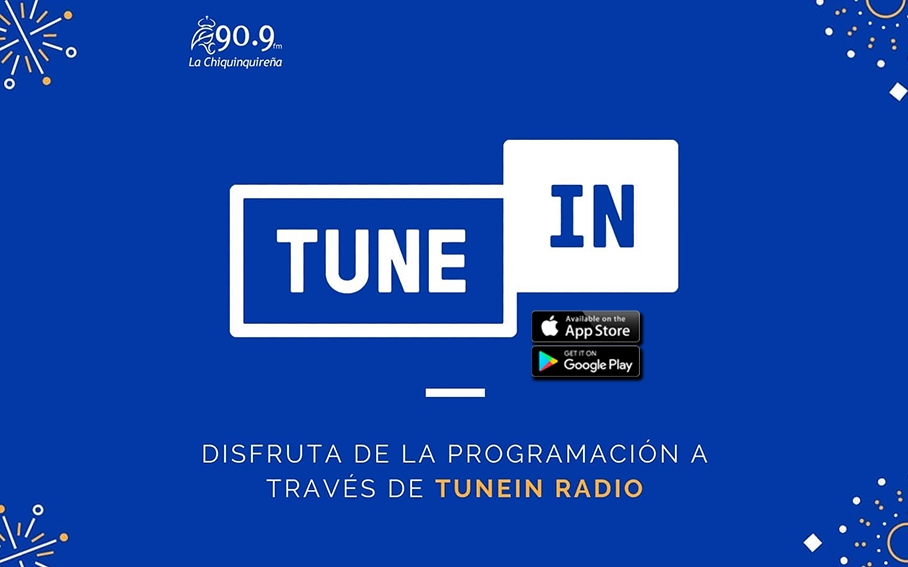 90.9 fm
La Chiquinquireña
TUNE
IN
Available on the
App Store
GET IT ON
Google Play
DISFRUTA DE LA PROGRAMACIÓN A
TRAVÉS DE TUNEIN RADIO